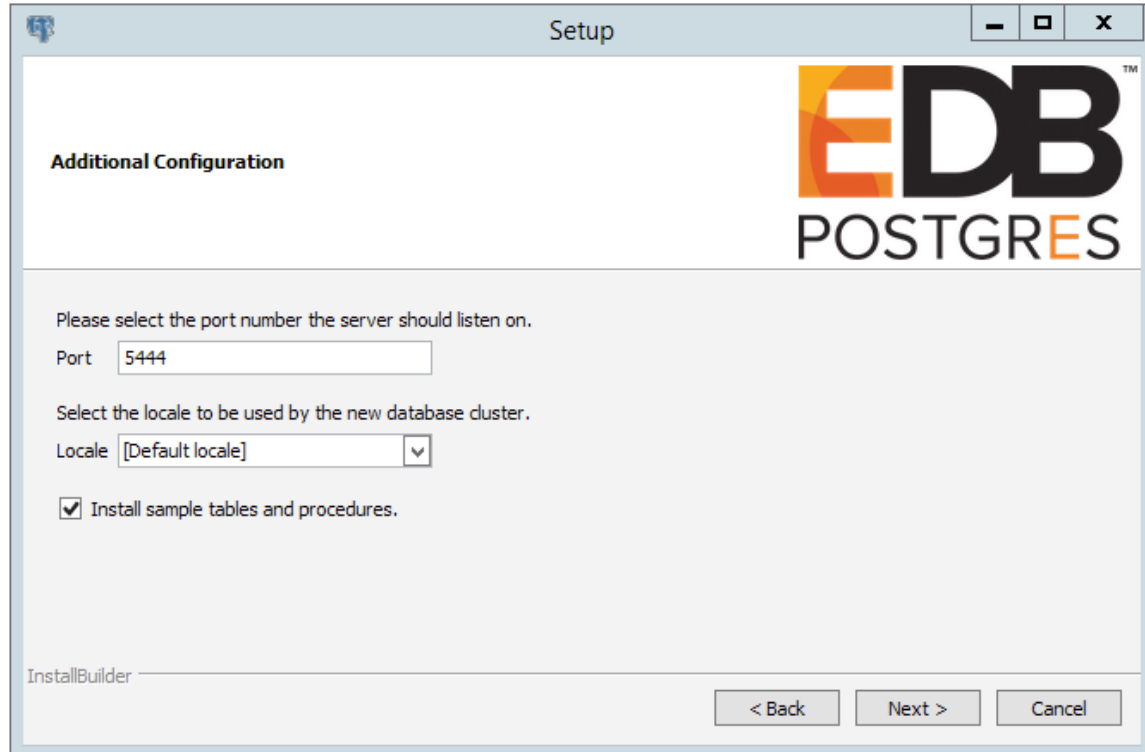 Setup
Additional Configuration
EDB™
POSTGRES
Please select the port number the server should listen on.
Port 5444
Select the locale to be used by the new database cluster.
Locale [Default locale]
Install sample tables and procedures.
InstallBuilder
< Back Next > Cancel